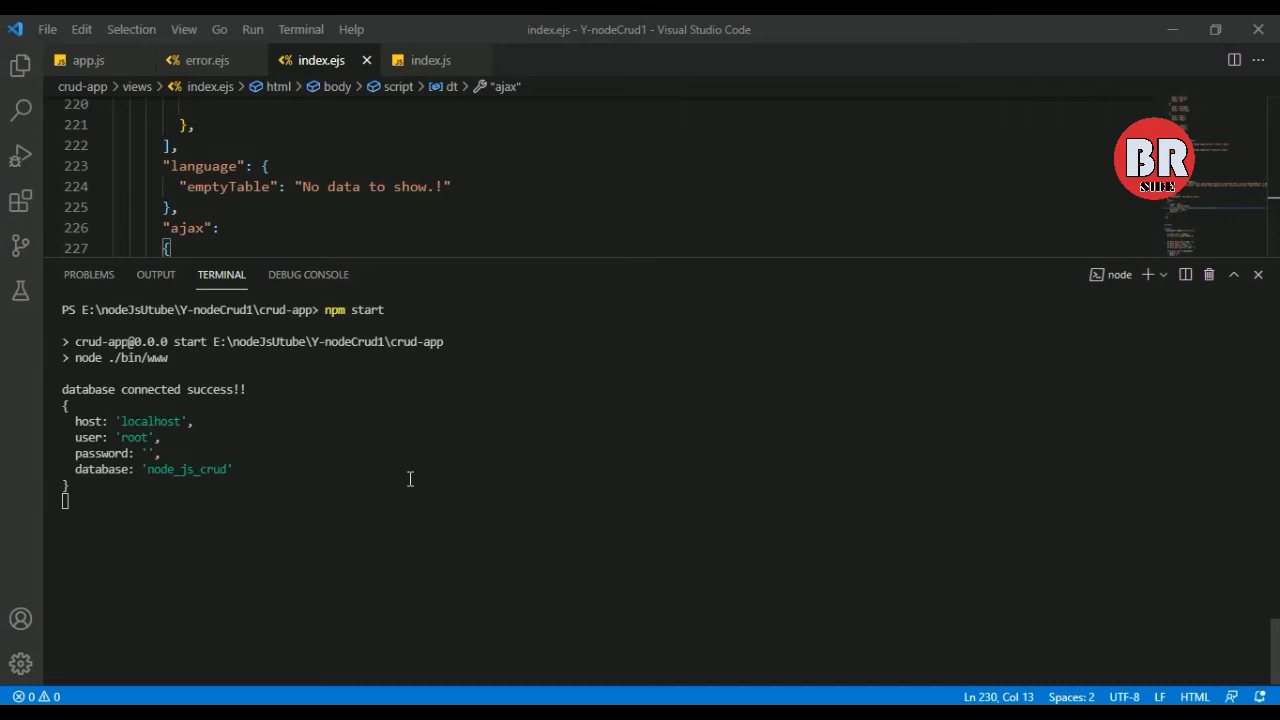 File Edit Selection View Go Run Terminal Help index.ejs - Y-nodeCrud1 - Visual Studio Code
app.js error.ejs index.ejs index.js
crud-app > views > index.ejs > html > body > script > dt > "ajax"
220
221 },
222 ],
223 "language": {
224 "emptyTable": "No data to show.!"
225 },
226 "ajax":
227 {
BR
SIDE
PROBLEMS OUTPUT TERMINAL DEBUG CONSOLE node
PS E:\nodeJsUtube\Y-nodeCrud1\crud-app> npm start
> crud-app@0.0.0 start E:\nodeJsUtube\Y-nodeCrud1\crud-app
> node ./bin/www
database connected success!!
{
host: 'localhost',
user: 'root',
password: '',
database: 'node_js_crud'
}
0 0 Ln 230, Col 13 Spaces: 2 UTF-8 LF HTML